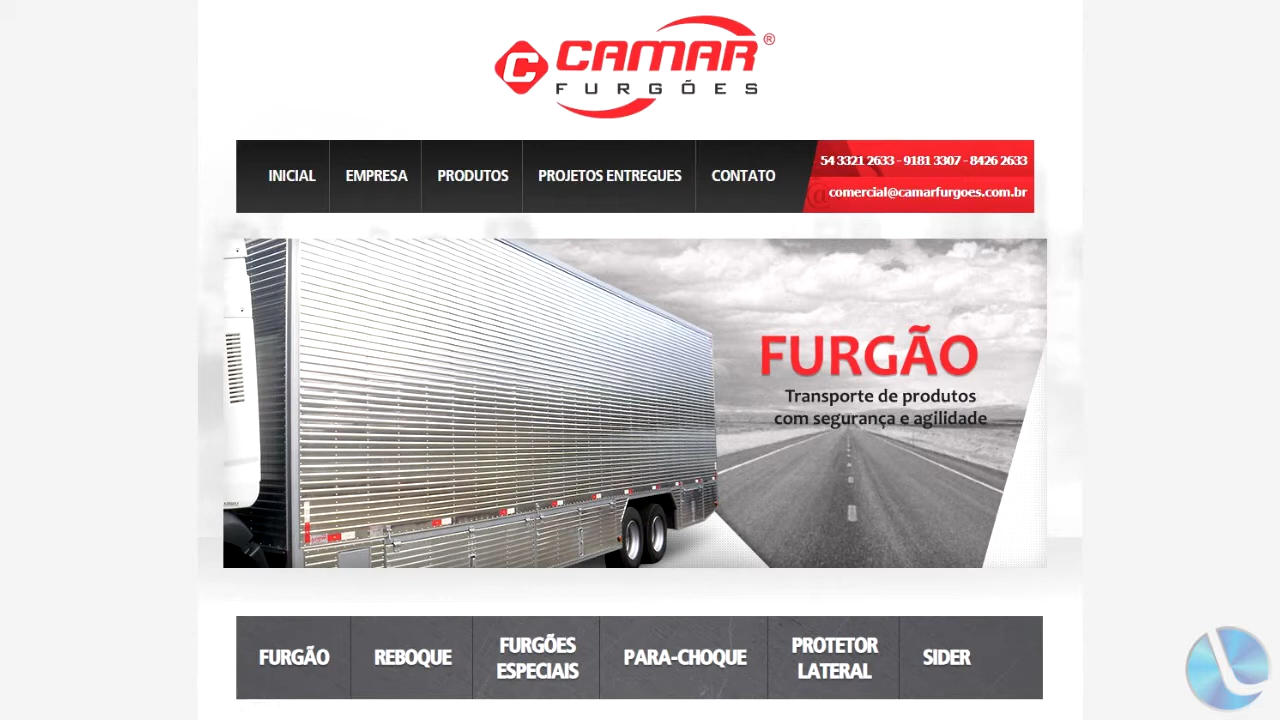 C CAMAR ®
FURGÕES
INICIAL
EMPRESA
PRODUTOS
PROJETOS ENTREGUES
CONTATO
54 3321 2633 - 9181 3307 - 8426 2633
@ comercial@camarfurgoes.com.br
FURGÃO
Transporte de produtos
com segurança e agilidade
FURGÃO
REBOQUE
FURGÕES
ESPECIAIS
PARA-CHOQUE
PROTETOR
LATERAL
SIDER